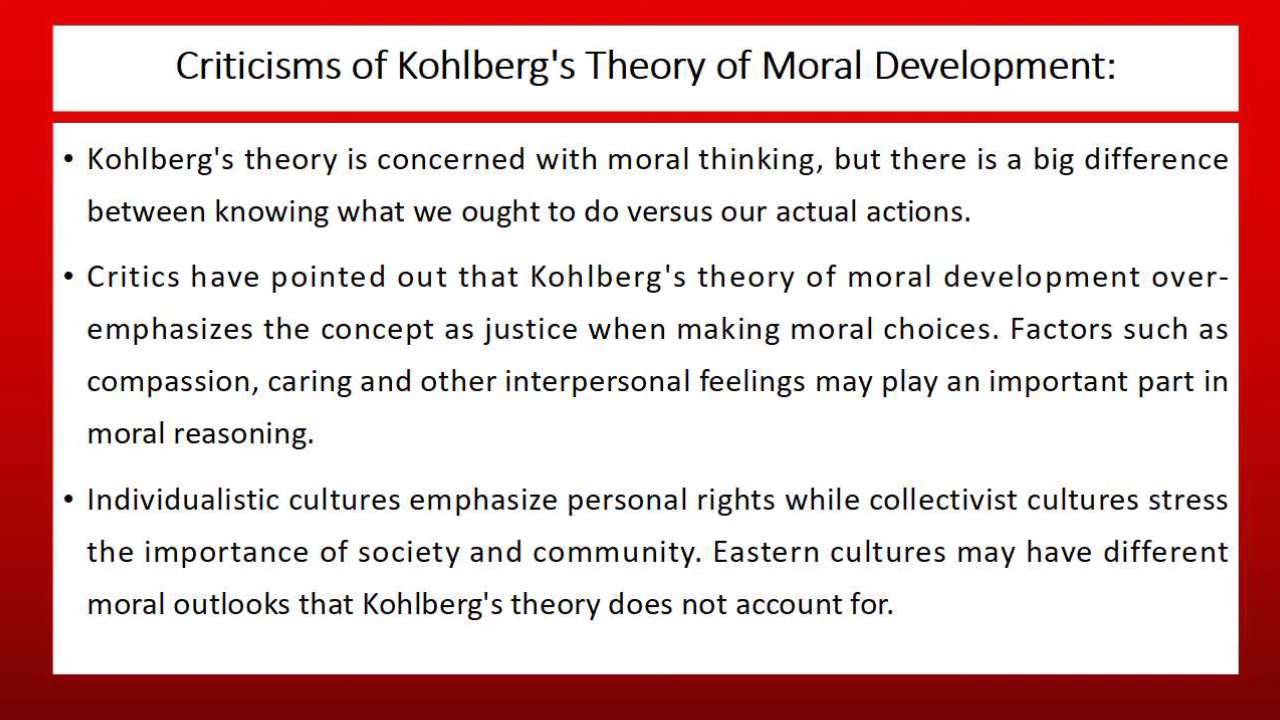 Criticisms of Kohlberg's Theory of Moral Development:
• Kohlberg's theory is concerned with moral thinking, but there is a big difference
between knowing what we ought to do versus our actual actions.
• Critics have pointed out that Kohlberg's theory of moral development over-
emphasizes the concept as justice when making moral choices. Factors such as
compassion, caring and other interpersonal feelings may play an important part in
moral reasoning.
• Individualistic cultures emphasize personal rights while collectivist cultures stress
the importance of society and community. Eastern cultures may have different
moral outlooks that Kohlberg's theory does not account for.